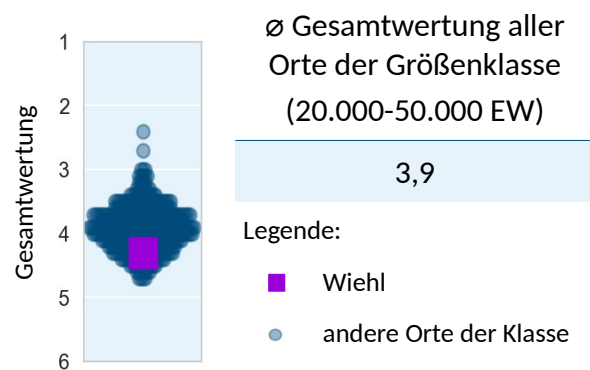 Gesamtwertung
1
2
3
4
5
6
⌀ Gesamtwertung aller
Orte der Größenklasse
(20.000-50.000 EW)
3,9
Legende:
Wiehl
andere Orte der Klasse